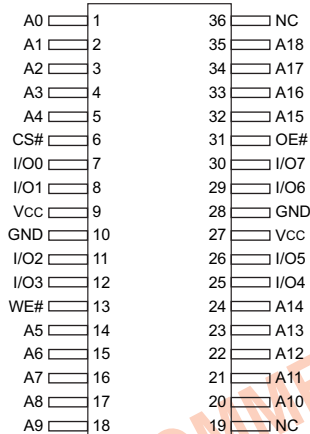 A0 1 36 NC
A1 2 35 A18
A2 3 34 A17
A3 4 33 A16
A4 5 32 A15
CS# 6 31 OE#
I/O0 7 30 I/O7
I/O1 8 29 I/O6
VCC 9 28 GND
GND 10 27 VCC
I/O2 11 26 I/O5
I/O3 12 25 I/O4
WE# 13 24 A14
A5 14 23 A13
A6 15 22 A12
A7 16 21 A11
A8 17 20 A10
A9 18 19 NC